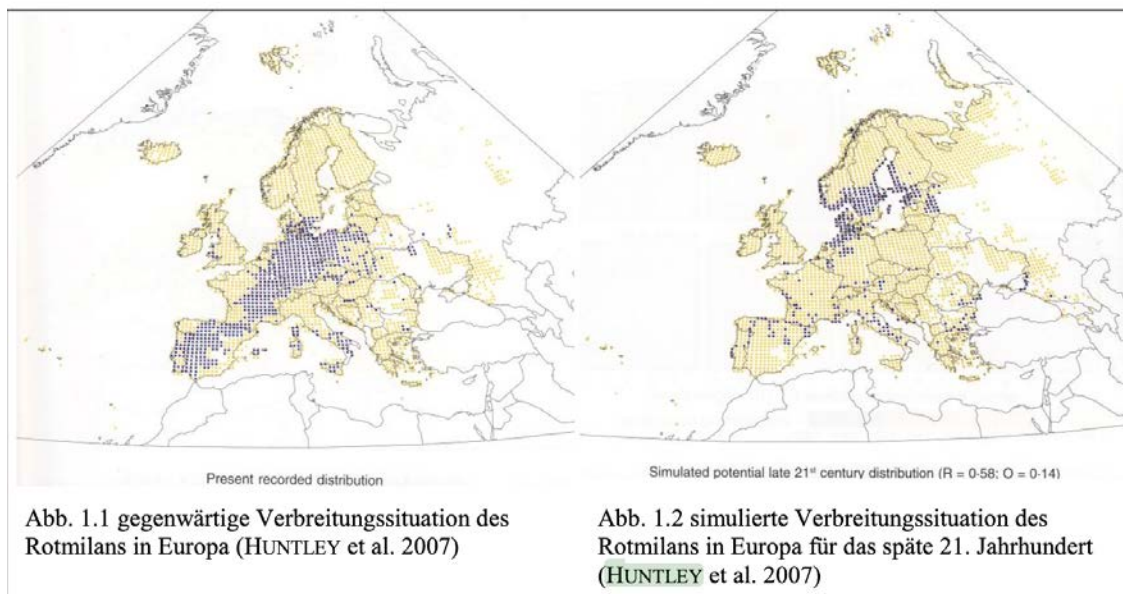 Present recorded distribution
Simulated potential late 21st century distribution (R = 0·58; O = 0·14)
Abb. 1.1 gegenwärtige Verbreitungssituation des
Rotmilans in Europa (HUNTLEY et al. 2007)
Abb. 1.2 simulierte Verbreitungssituation des
Rotmilans in Europa für das späte 21. Jahrhundert
(HUNTLEY et al. 2007)